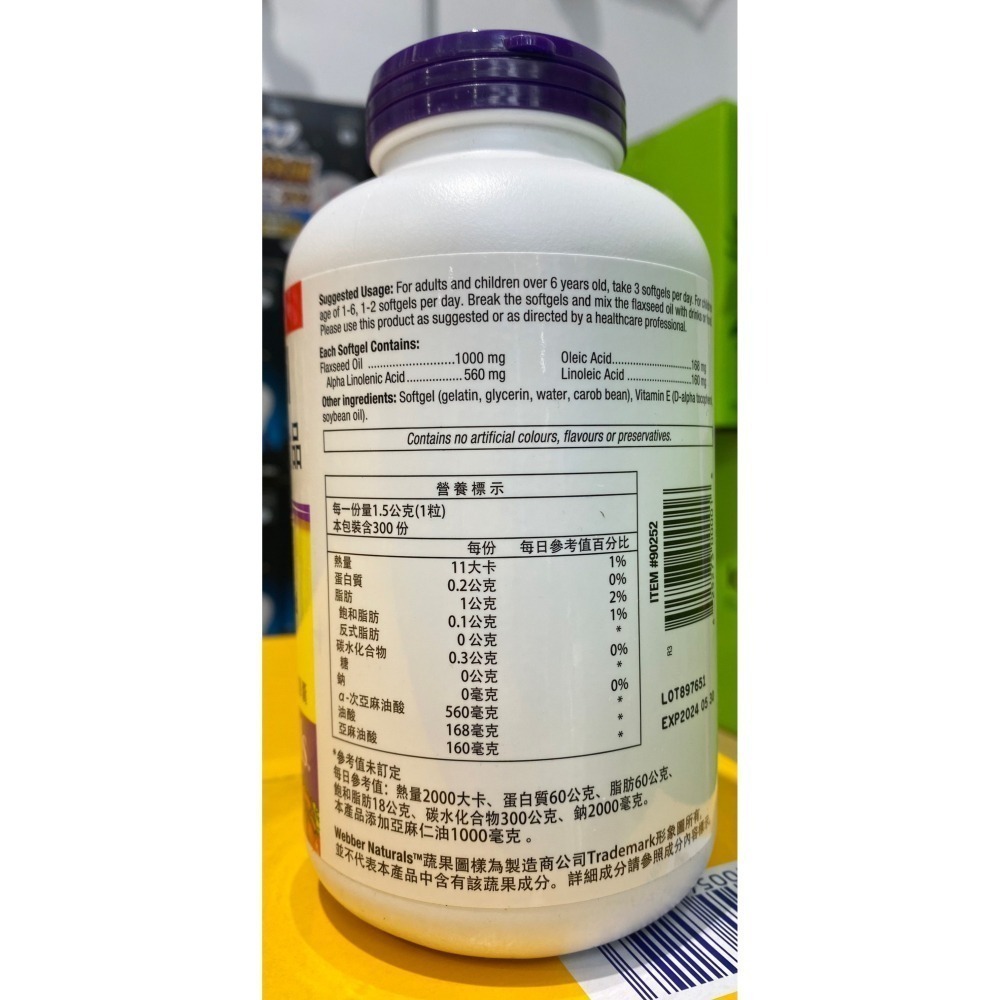 Suggested Usage: For adults and children over 6 years old, take 3 softgels per day. For
age of 1-6, 1-2 softgels per day. Break the softgels and mix the flaxseed oil with drinks or
Please use this product as suggested or as directed by a healthcare professional.
Each Softgel Contains:
Flaxseed Oil ........................1000 mg
Alpha Linolenic Acid................ 560 mg
Oleic Acid......................168 mg
Linoleic Acid ..................160 mg
Other ingredients: Softgel (gelatin, glycerin, water, carob bean), Vitamin E (D-alpha
soybean oil).
Contains no artificial colours, flavours or preservatives.
品
營養標示
每一份量1.5公克(1粒)
本包裝含300 份
每份 每日參考值百分比
熱量 11大卡 1%
蛋白質 0.2公克 0%
脂肪 1公克 2%
飽和脂肪 0.1公克 1%
反式脂肪 0 公克 *
碳水化合物 0.3公克 0%
糖 0公克 *
鈉 0毫克 0%
α-次亞麻油酸 560毫克 *
油酸 168毫克 *
亞麻油酸 160毫克 *
*參考值未訂定
每日參考值：熱量2000大卡、蛋白質60公克、脂肪60公克、
飽和脂肪18公克、碳水化合物300公克、鈉2000毫克。
本產品添加亞麻仁油1000毫克。
Webber Naturals™蔬果圖樣為製造商公司Trademark形象圖所有,
並不代表本產品中含有該蔬果成分。詳細成分請參照成分內容標示
ITEM #90252
LOT897651
EXP2024 05